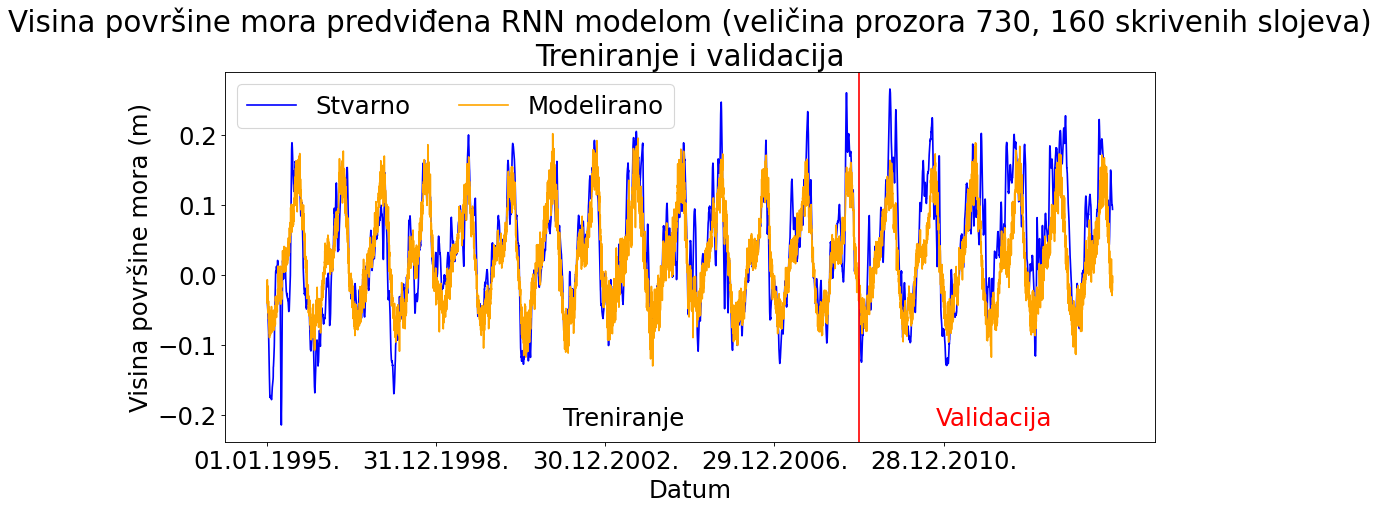 Visina površine mora predviđena RNN modelom (veličina prozora 730, 160 skrivenih slojeva)
Treniranje i validacija
Stvarno
Modelirano
Visina površine mora (m)
0.2
0.1
0.0
−0.1
−0.2
Treniranje
Validacija
01.01.1995.
31.12.1998.
30.12.2002.
29.12.2006.
28.12.2010.
Datum